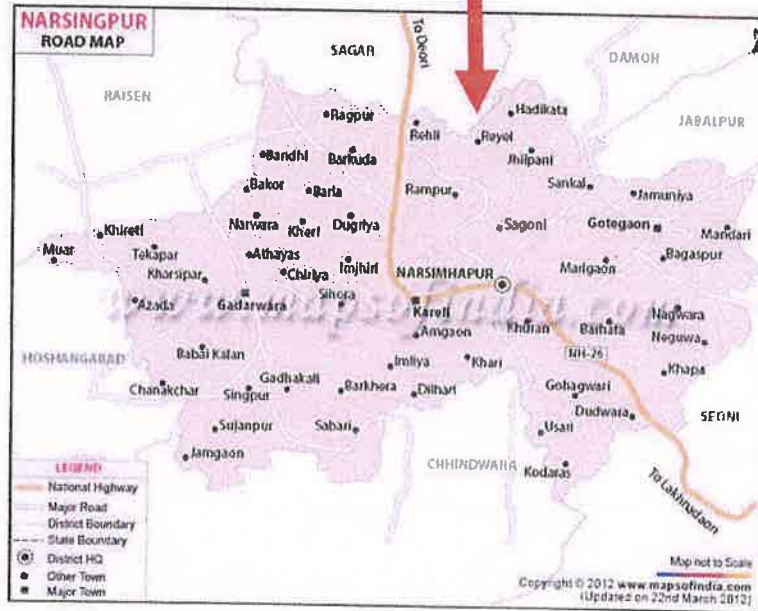 NARSINGPUR
ROAD MAP
SAGAR
To Deori
DAMOH
RAISEN
JABALPUR
Hadikata
Ragpur
Rehli
Reyol
Jhilpani
Bandhi
Barkuda
Bakor
Barla
Rampur
Sankal
Jamuniya
Narwara
Kheri
Dugriya
Sagoni
Gotegaon
Mandari
Khireti
Muar
Tekapar
Athayas
Imjhiri
Marigaon
Bagaspur
Kharsipar
Chiriya
NARSIMHAPUR
Sihora
www.mapsofindia.com
Azada
Gadarwara
Kareli
Amgaon
Khuran
Barhata
Nagwara
Neguwa
HOSHANGABAD
Babai Kalan
NH-26
Imliya
Khari
Khapa
Chanakchar
Singpur
Gadhakali
Barkhera
Dilhari
Gohagwari
Dudwara
SEONI
Sujanpur
Sabari
Usari
Jamgaon
CHHINDWARA
Kodaras
To Lakhnadaon
LEGEND
National Highway
Major Road
District Boundary
State Boundary
District HQ
Other Town
Major Town
Map not to Scale
Copyright © 2012 www.mapsofindia.com
(Updated on 22nd March 2012)